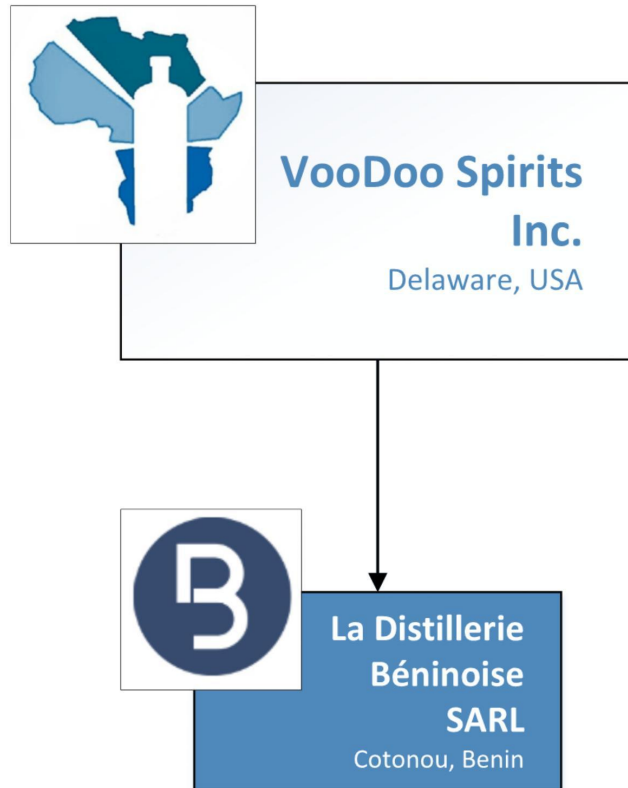 VooDoo Spirits
Inc.
Delaware, USA
B
La Distillerie
Béninoise
SARL
Cotonou, Benin